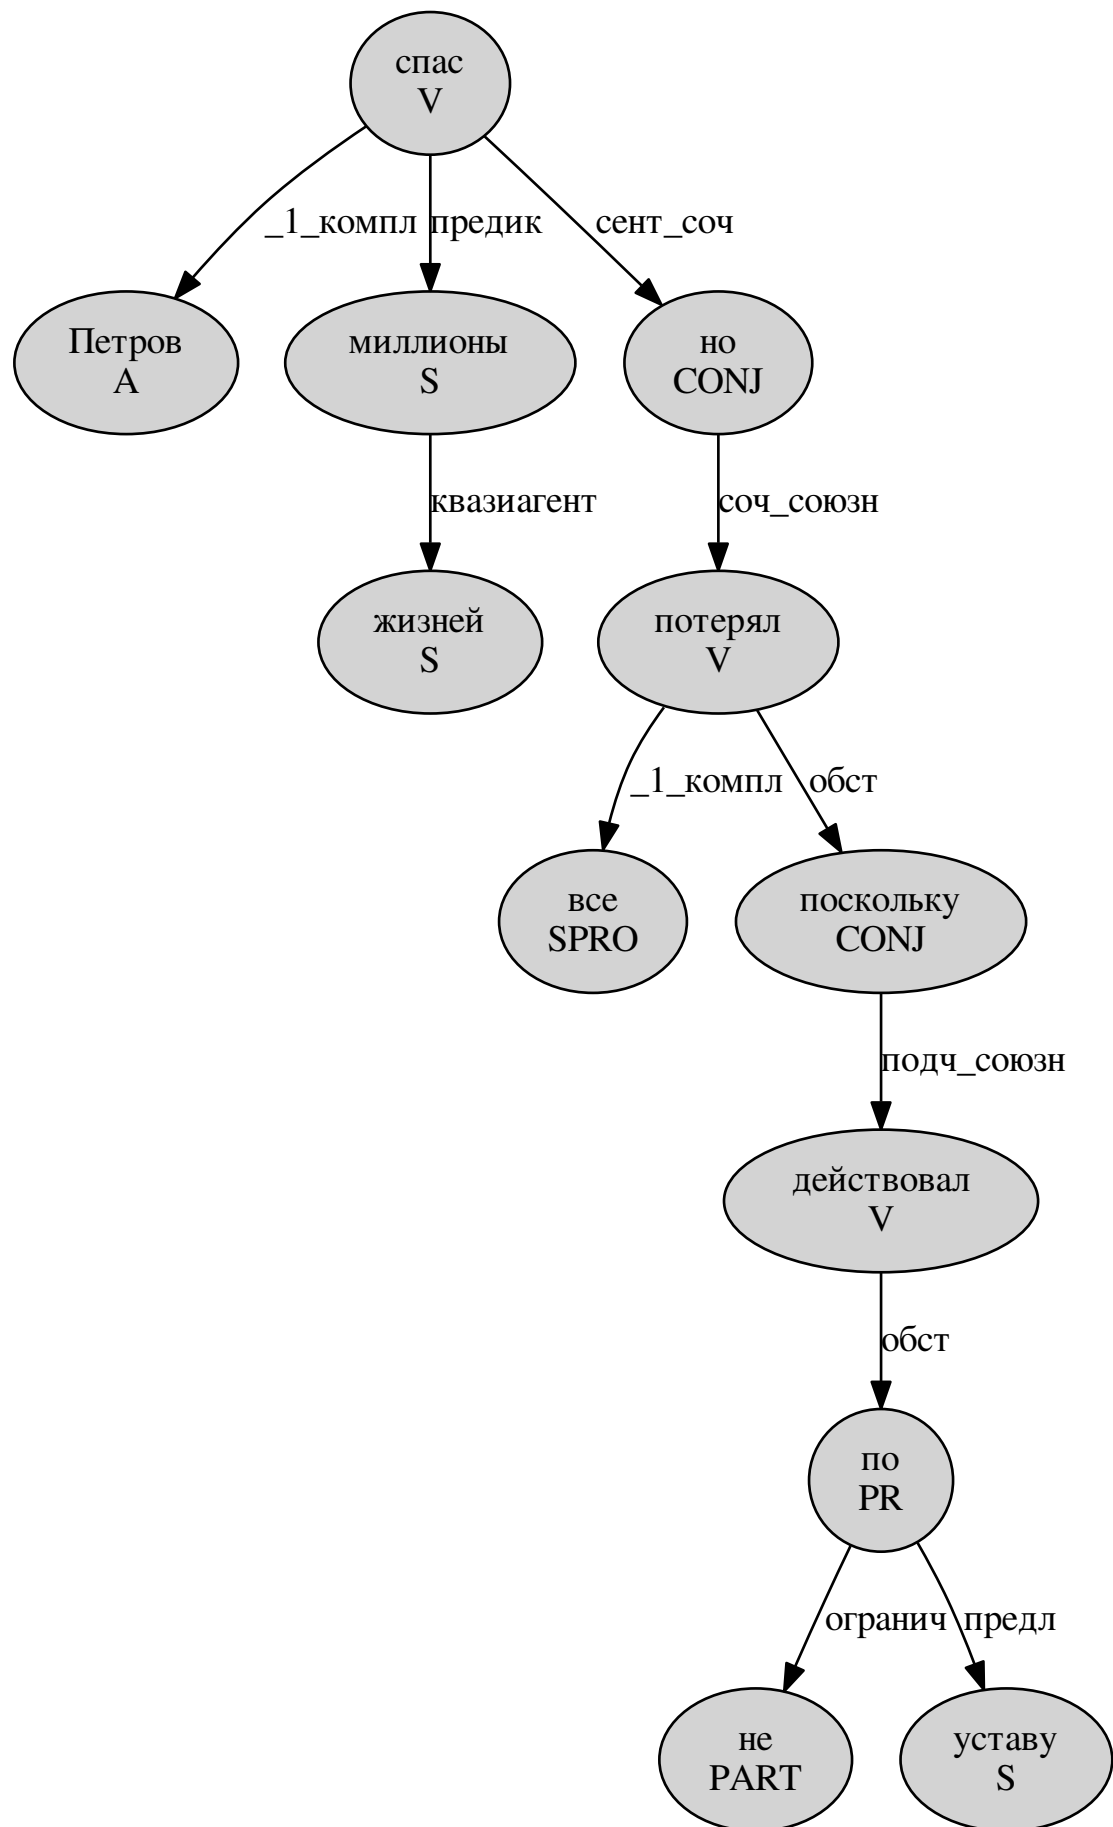 спас
V
_1_компл
предик
сент_соч
Петров
A
миллионы
S
но
CONJ
квазиагент
соч_союзн
жизней
S
потерял
V
_1_компл
обст
все
SPRO
поскольку
CONJ
подч_союзн
действовал
V
обст
по
PR
огранич
предл
не
PART
уставу
S